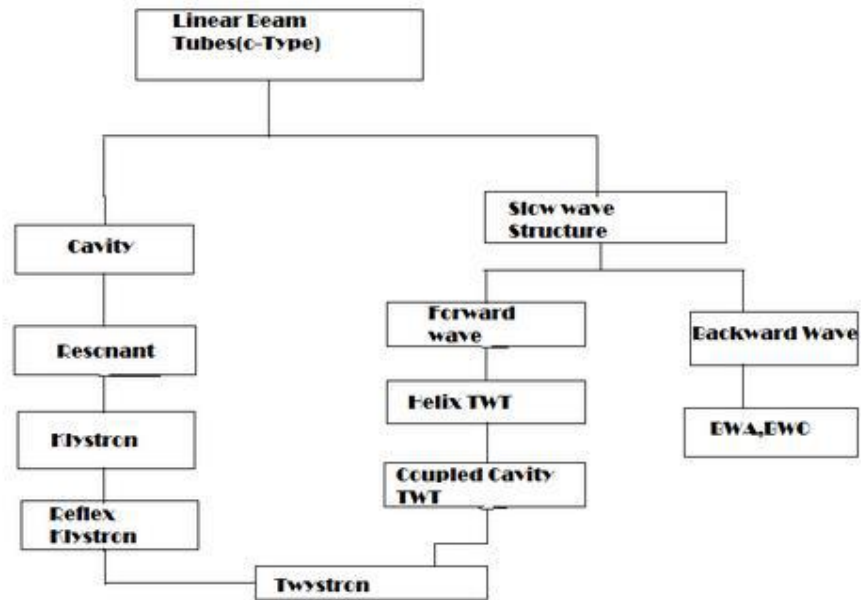 Linear Beam
Tubes(o-Type)
Cavity
Slow wave
Structure
Resonant
Forward
wave
Backward Wave
Klystron
Helix TWT
BWA,BWO
Reflex
Klystron
Coupled Cavity
TWT
Twystron